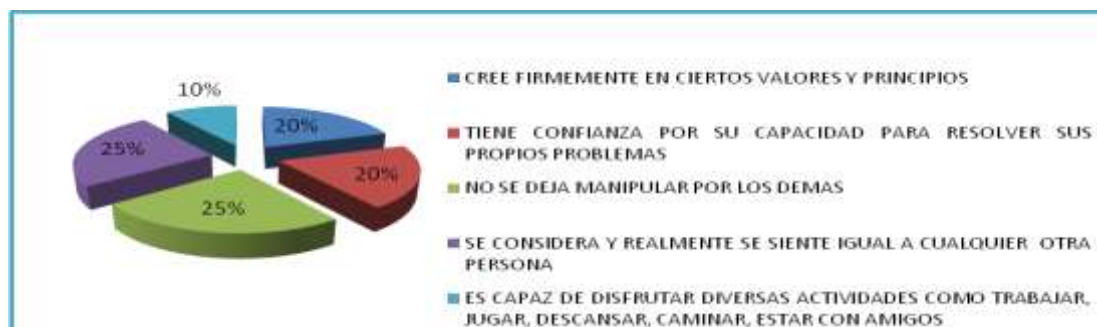 10%
20%
25%
20%
25%
CREE FIRMEMENTE EN CIERTOS VALORES Y PRINCIPIOS
TIENE CONFIANZA POR SU CAPACIDAD PARA RESOLVER SUS
PROPIOS PROBLEMAS
NO SE DEJA MANIPULAR POR LOS DEMAS
SE CONSIDERA Y REALMENTE SE SIENTE IGUAL A CUALQUIER OTRA
PERSONA
ES CAPAZ DE DISFRUTAR DIVERSAS ACTIVIDADES COMO TRABAJAR,
JUGAR, DESCANSAR, CAMINAR, ESTAR CON AMIGOS